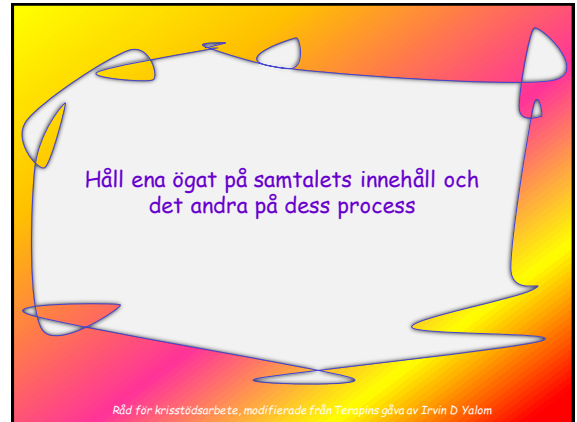 Håll ena ögat på samtalets innehåll och
det andra på dess process
Råd för krisstödsarbete, modifierade från Terapins gåva av Irvin D Yalom